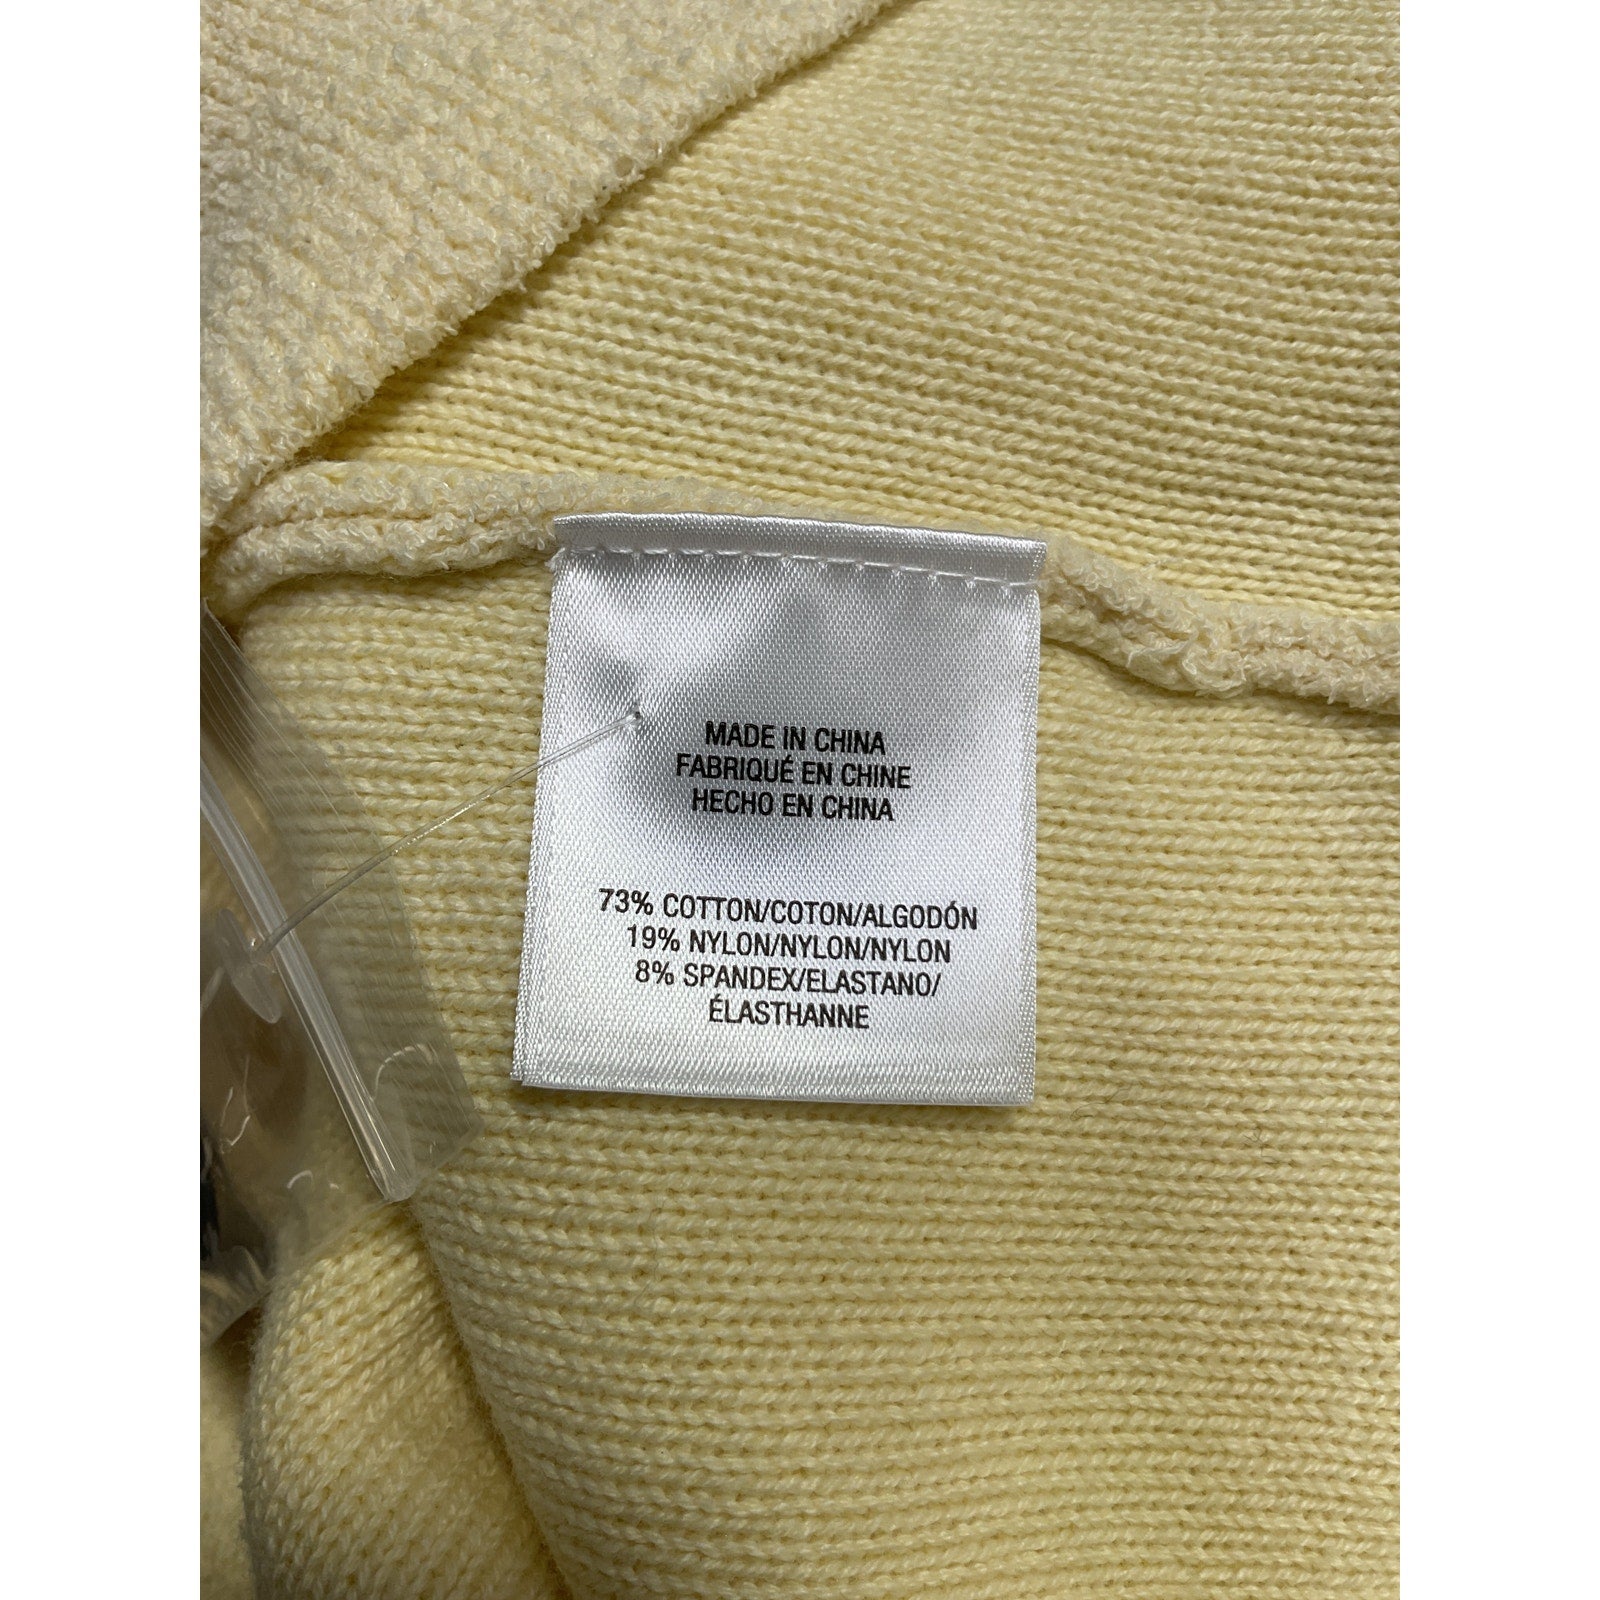 MADE IN CHINA
FABRIQUÉ EN CHINE
HECHO EN CHINA
73% COTTON/COTON/ALGODÓN
19% NYLON/NYLON/NYLON
8% SPANDEX/ELASTANO/
ÉLASTHANNE